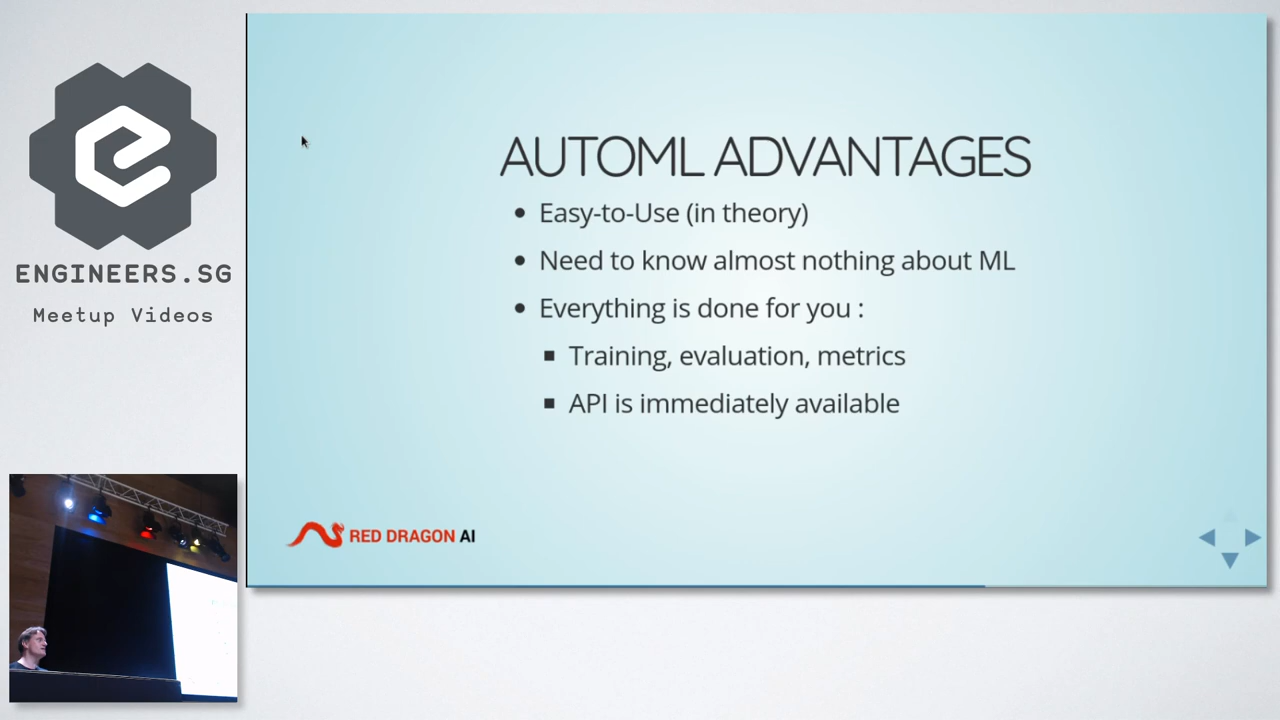 ENGINEERS.SG
Meetup Videos
AUTOML ADVANTAGES
Easy-to-Use (in theory)
Need to know almost nothing about ML
Everything is done for you :
Training, evaluation, metrics
API is immediately available
RED DRAGON AI